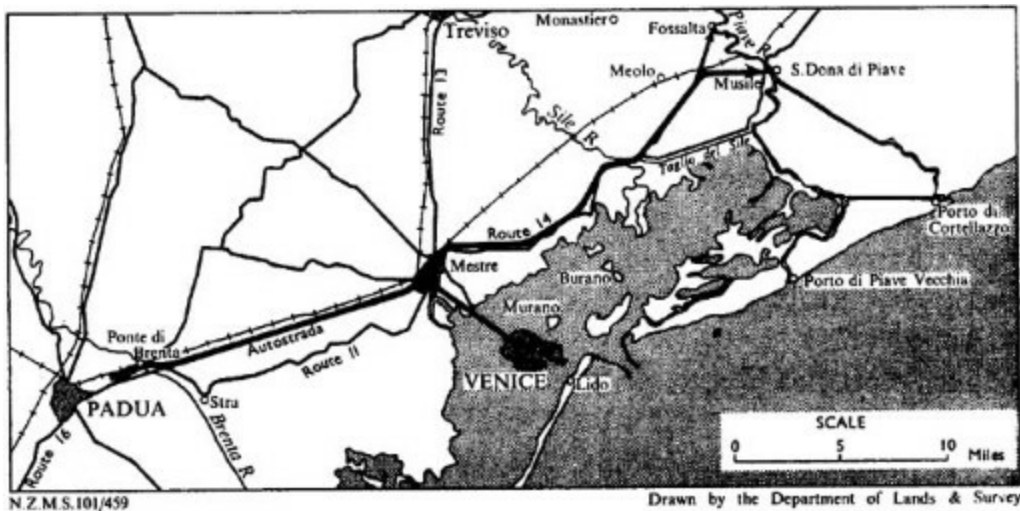 Monastier
Treviso
Fossalta
Piave R.
Meolo
S. Dona di Piave
Musile
Route 13
Sile R.
Taglio del Sile
Route 14
Mestre
Porto di
Cortellazzo
Burano
Porto di Piave Vecchia
Murano
Ponte di
Brenta
Autostrada
Route 11
VENICE
Lido
PADUA
Stra
Brenta R.
Route 16
SCALE
0 5 10
Miles
N.Z.M.S.101/459
Drawn by the Department of Lands & Survey